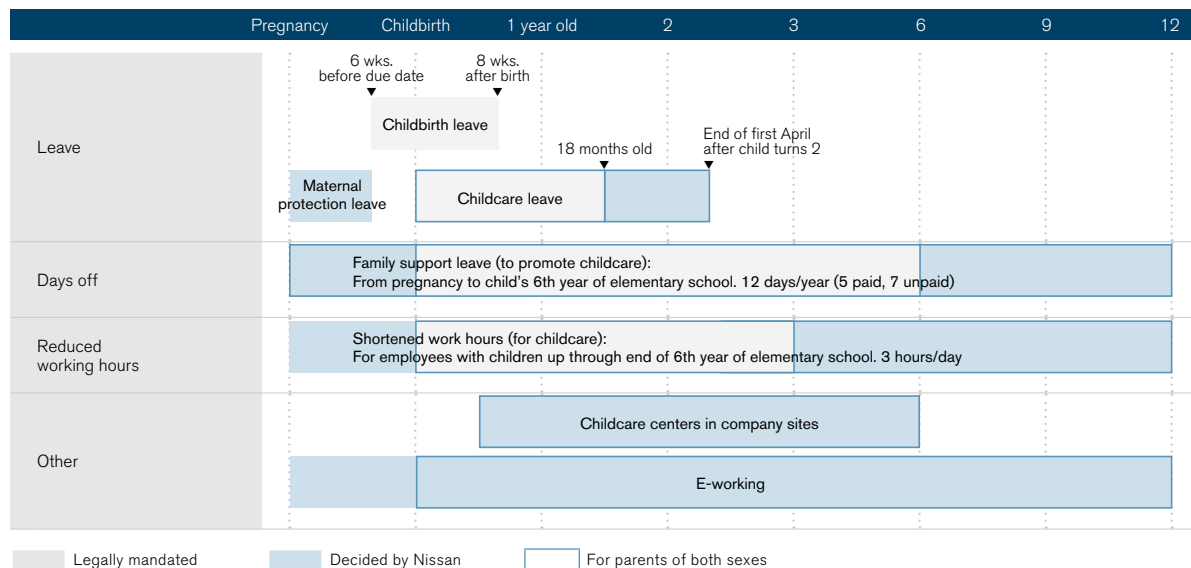 Pregnancy Childbirth 1 year old 2 3 6 9 12
6 wks.
before due date
8 wks.
after birth
Childbirth leave
Leave
18 months old
End of first April
after child turns 2
Maternal
protection leave
Childcare leave
Days off
Family support leave (to promote childcare):
From pregnancy to child's 6th year of elementary school. 12 days/year (5 paid, 7 unpaid)
Reduced
working hours
Shortened work hours (for childcare):
For employees with children up through end of 6th year of elementary school. 3 hours/day
Other
Childcare centers in company sites
E-working
Legally mandated
Decided by Nissan
For parents of both sexes